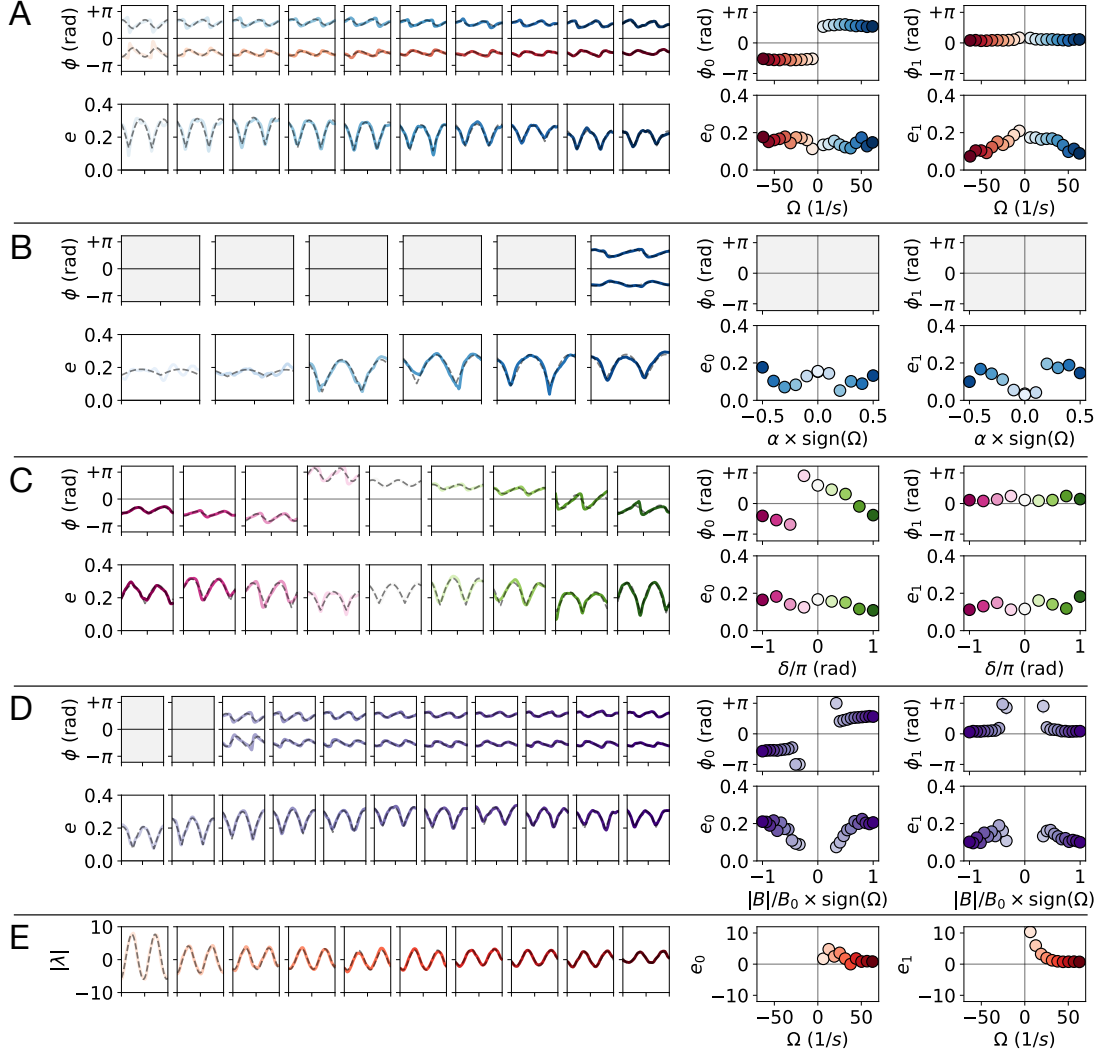 A
ϕ (rad) +π 0 −π
ϕ₀ (rad) +π 0 −π
ϕ₁ (rad) +π 0 −π
e 0.4 0.2 0.0
e₀ 0.4 0.2 0.0
e₁ 0.4 0.2 0.0
−50 0 50
−50 0 50
Ω (1/s)
Ω (1/s)
B
ϕ (rad) +π 0 −π
ϕ₀ (rad) +π 0 −π
ϕ₁ (rad) +π 0 −π
e 0.4 0.2 0.0
e₀ 0.4 0.2 0.0
e₁ 0.4 0.2 0.0
−0.5 0.0 0.5
−0.5 0.0 0.5
α × sign(Ω)
α × sign(Ω)
C
ϕ (rad) +π 0 −π
ϕ₀ (rad) +π 0 −π
ϕ₁ (rad) +π 0 −π
e 0.4 0.2 0.0
e₀ 0.4 0.2 0.0
e₁ 0.4 0.2 0.0
−1 0 1
−1 0 1
δ/π (rad)
δ/π (rad)
D
ϕ (rad) +π 0 −π
ϕ₀ (rad) +π 0 −π
ϕ₁ (rad) +π 0 −π
e 0.4 0.2 0.0
e₀ 0.4 0.2 0.0
e₁ 0.4 0.2 0.0
−1 0 1
−1 0 1
|B|/B₀ × sign(Ω)
|B|/B₀ × sign(Ω)
E
|λ| 10 0 −10
e₀ 10 0 −10
e₁ 10 0 −10
−50 0 50
−50 0 50
Ω (1/s)
Ω (1/s)